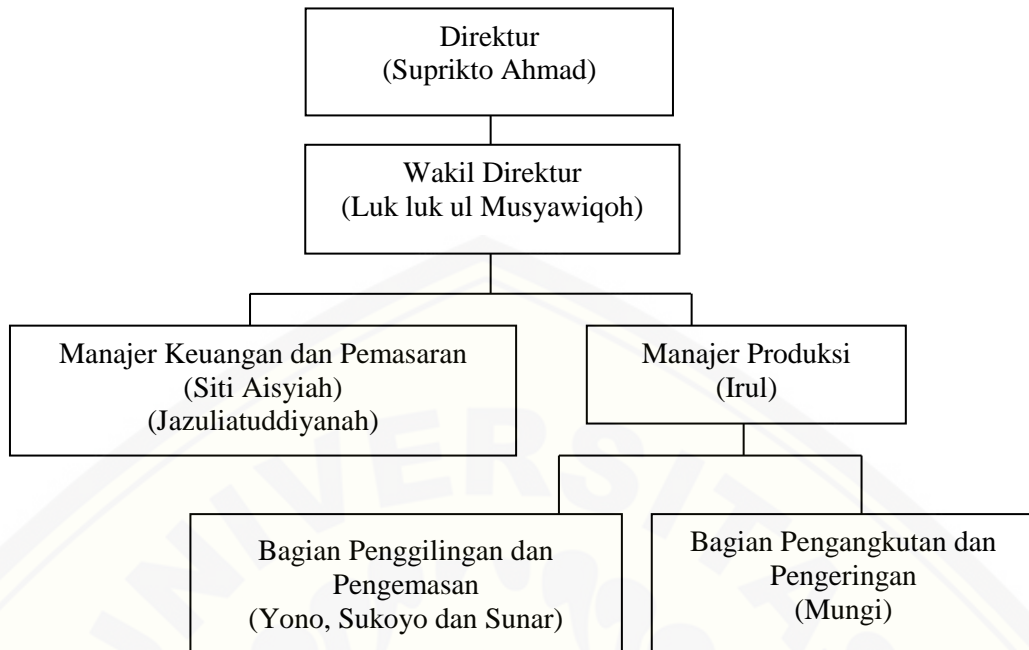 Direktur
(Suprikto Ahmad)
Wakil Direktur
(Luk luk ul Musyawiqoh)
Manajer Keuangan dan Pemasaran
(Siti Aisyiah)
(Jazuliatuddiyanah)
Manajer Produksi
(Irul)
Bagian Penggilingan dan
Pengemasan
(Yono, Sukoyo dan Sunar)
Bagian Pengangkutan dan
Pengeringan
(Mungi)
UNIVERSITAS